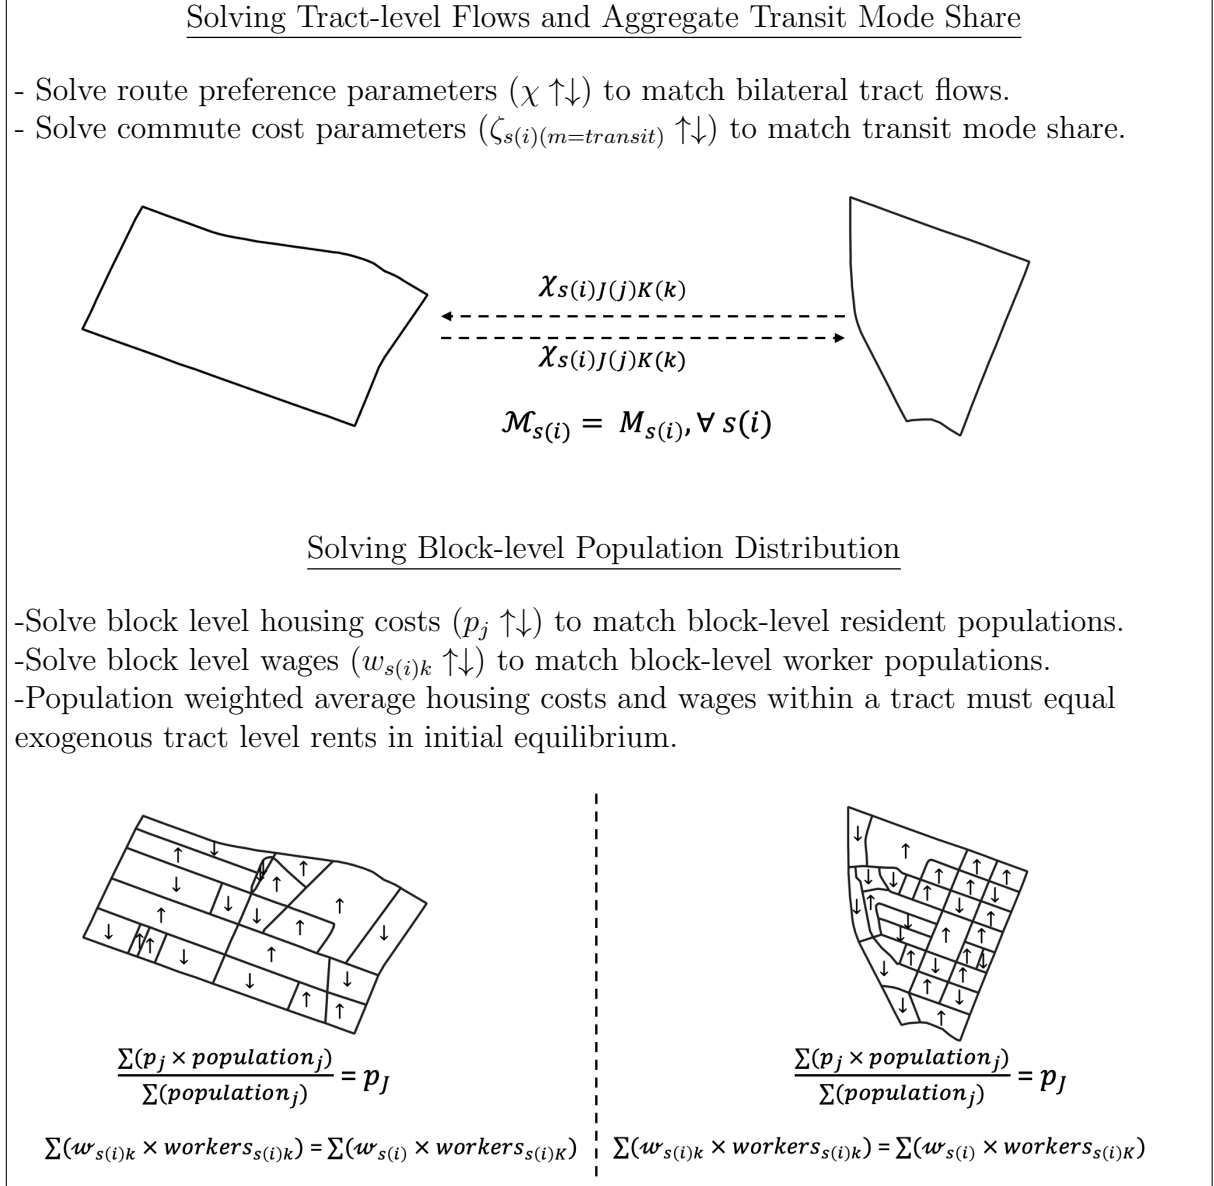 Solving Tract-level Flows and Aggregate Transit Mode Share
- Solve route preference parameters (χ ↑↓) to match bilateral tract flows.
- Solve commute cost parameters (ζ_{s(i)(m=transit)} ↑↓) to match transit mode share.
χ_{s(i)J(j)K(k)}
χ_{s(i)J(j)K(k)}
ℳ_{s(i)} = M_{s(i)}, ∀ s(i)
Solving Block-level Population Distribution
-Solve block level housing costs (p_j ↑↓) to match block-level resident populations.
-Solve block level wages (w_{s(i)k} ↑↓) to match block-level worker populations.
-Population weighted average housing costs and wages within a tract must equal
exogenous tract level rents in initial equilibrium.
∑(p_j × population_j) / ∑(population_j) = p_J
∑(p_j × population_j) / ∑(population_j) = p_J
∑(w_{s(i)k} × workers_{s(i)k}) = ∑(w_{s(i)} × workers_{s(i)K})
∑(w_{s(i)k} × workers_{s(i)k}) = ∑(w_{s(i)} × workers_{s(i)K})